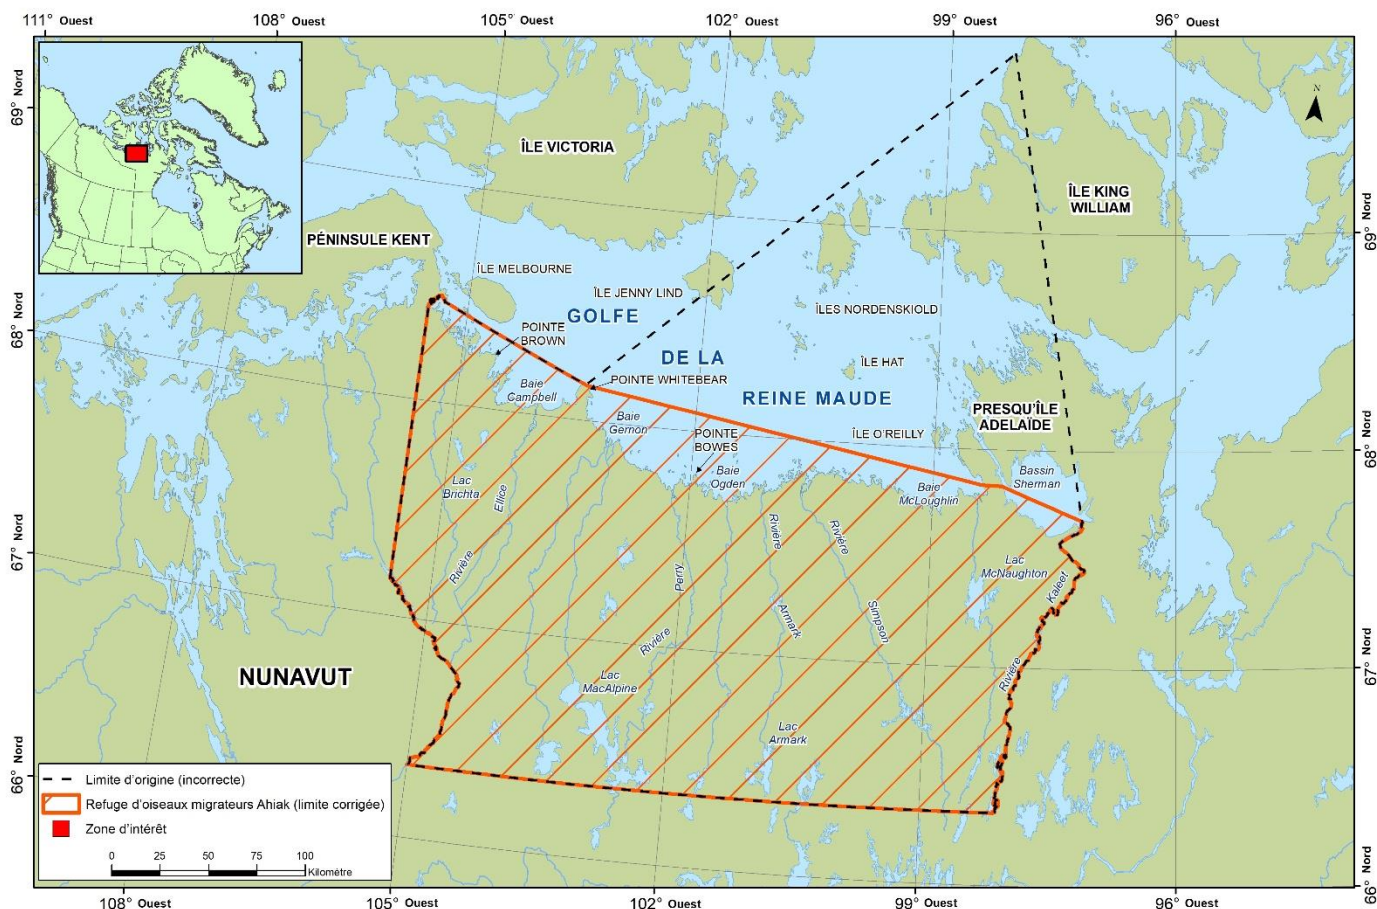 111° Ouest
108° Ouest
105° Ouest
102° Ouest
99° Ouest
96° Ouest
69° Nord
68° Nord
67° Nord
66° Nord
69° Nord
68° Nord
67° Nord
66° Nord
N
ÎLE VICTORIA
ÎLE KING
WILLIAM
PÉNINSULE KENT
ÎLE MELBOURNE
ÎLE JENNY LIND
ÎLES NORDENSKIOLD
GOLFE
DE LA
REINE MAUDE
POINTE
BROWN
POINTE WHITEBEAR
ÎLE HAT
Baie
Campbell
Baie
Gernon
POINTE
BOWES
ÎLE O'REILLY
PRESQU'ÎLE
ADELAÏDE
Baie
Ogden
Baie
McLoughlin
Bassin
Sherman
Lac
Brichta
Ellice
Rivière
Perry
Rivière
Rivière
Armark
Rivière
Simpson
Lac
McNaughton
Kaleet
Rivière
Lac
MacAlpine
Lac
Armark
NUNAVUT
Limite d'origine (incorrecte)
Refuge d'oiseaux migrateurs Ahiak (limite corrigée)
Zone d'intérêt
0 25 50 75 100
Kilomètre
108° Ouest
105° Ouest
102° Ouest
99° Ouest
96° Ouest